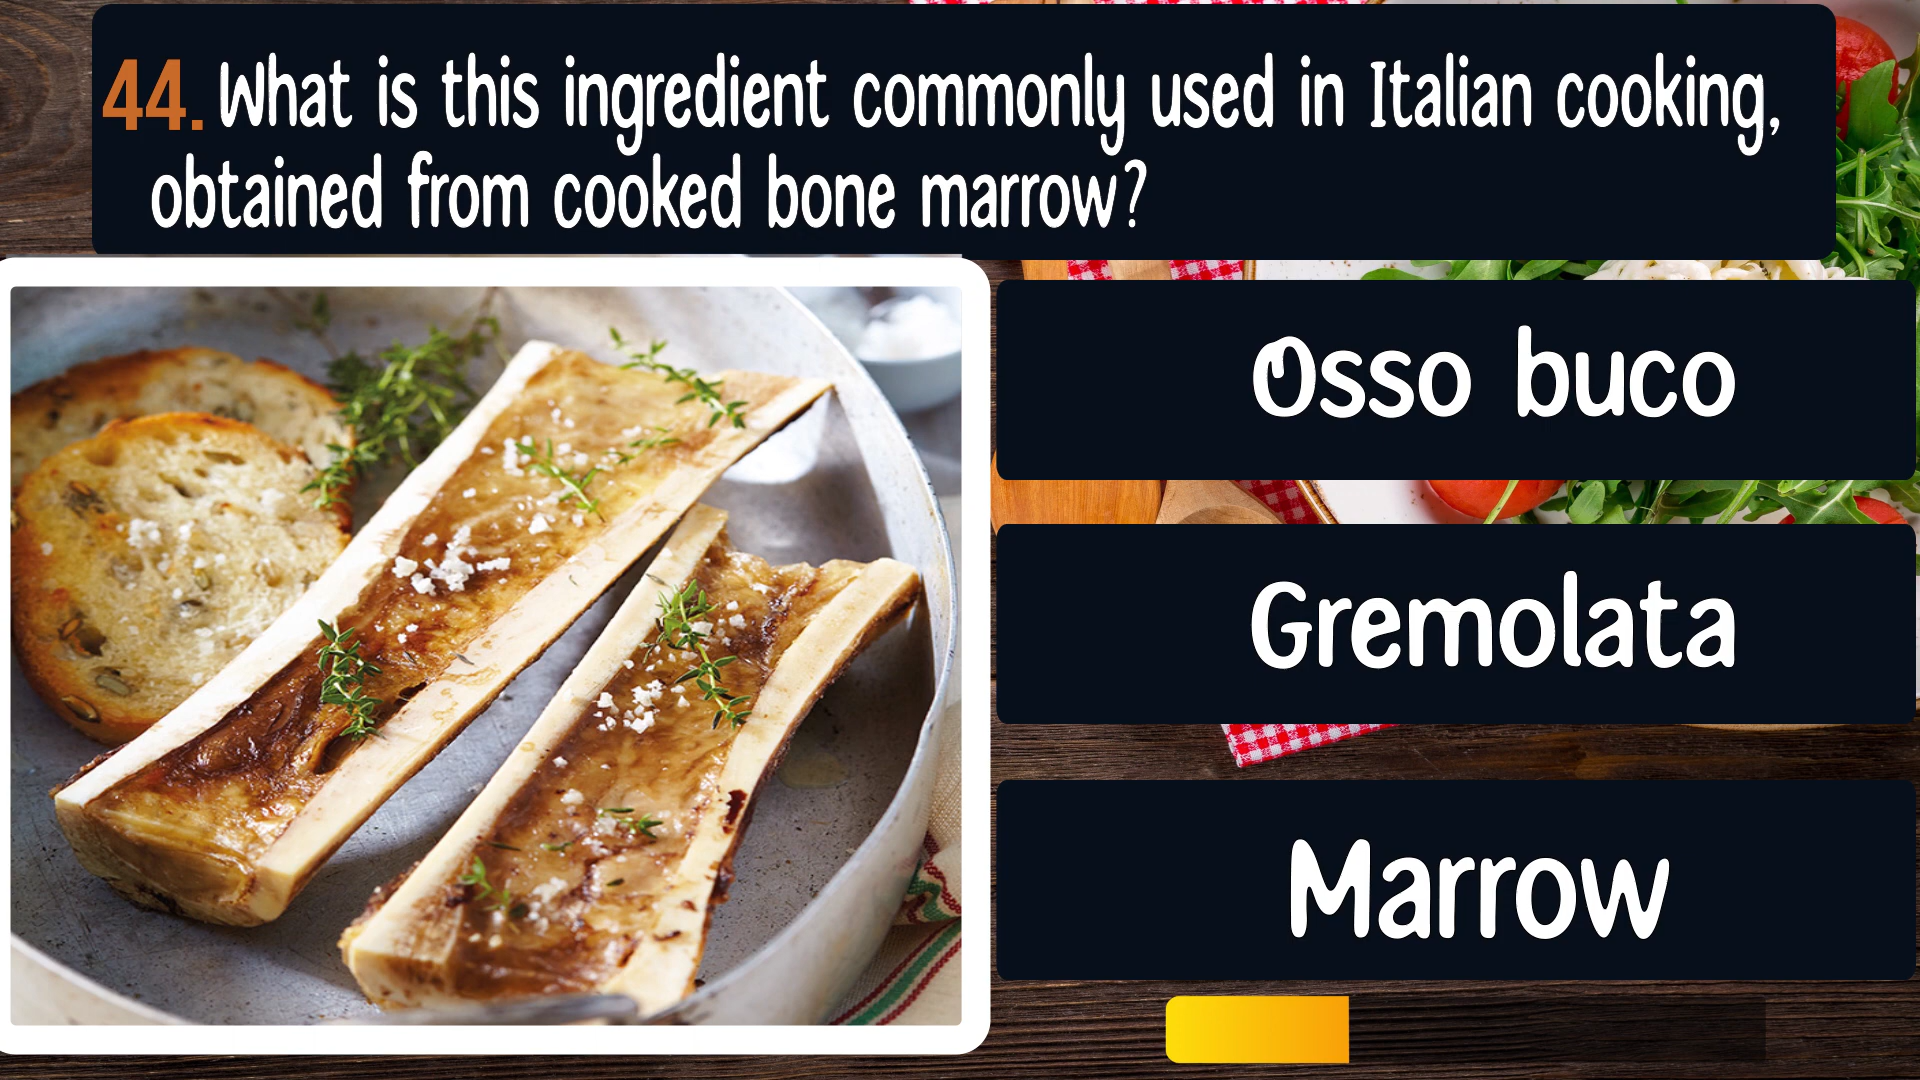 44. What is this ingredient commonly used in Italian cooking,
obtained from cooked bone marrow?
Osso buco
Gremolata
Marrow